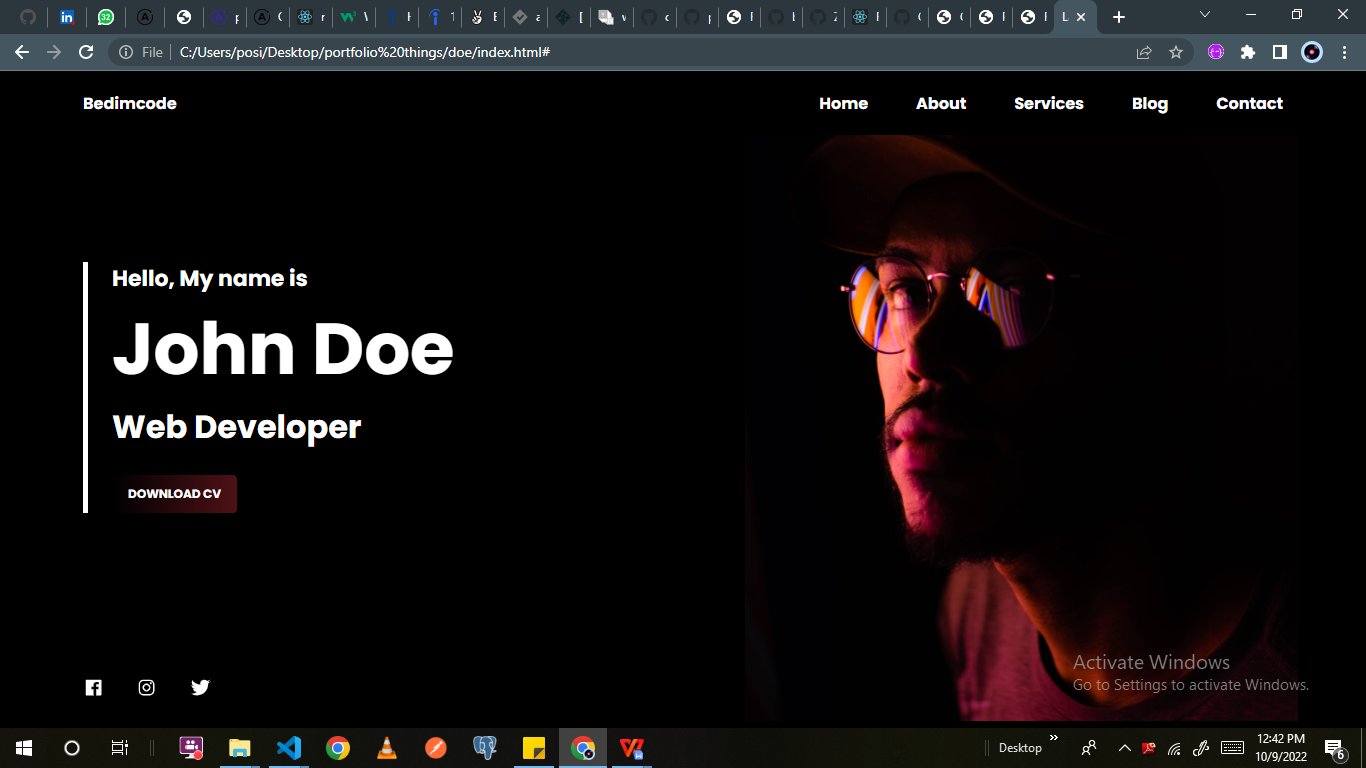 32
File
C:/Users/posi/Desktop/portfolio%20things/doe/index.html#
Bedimcode
Home
About
Services
Blog
Contact
Hello, My name is
John Doe
Web Developer
DOWNLOAD CV
Activate Windows
Go to Settings to activate Windows.
Desktop
12:42 PM
10/9/2022
6